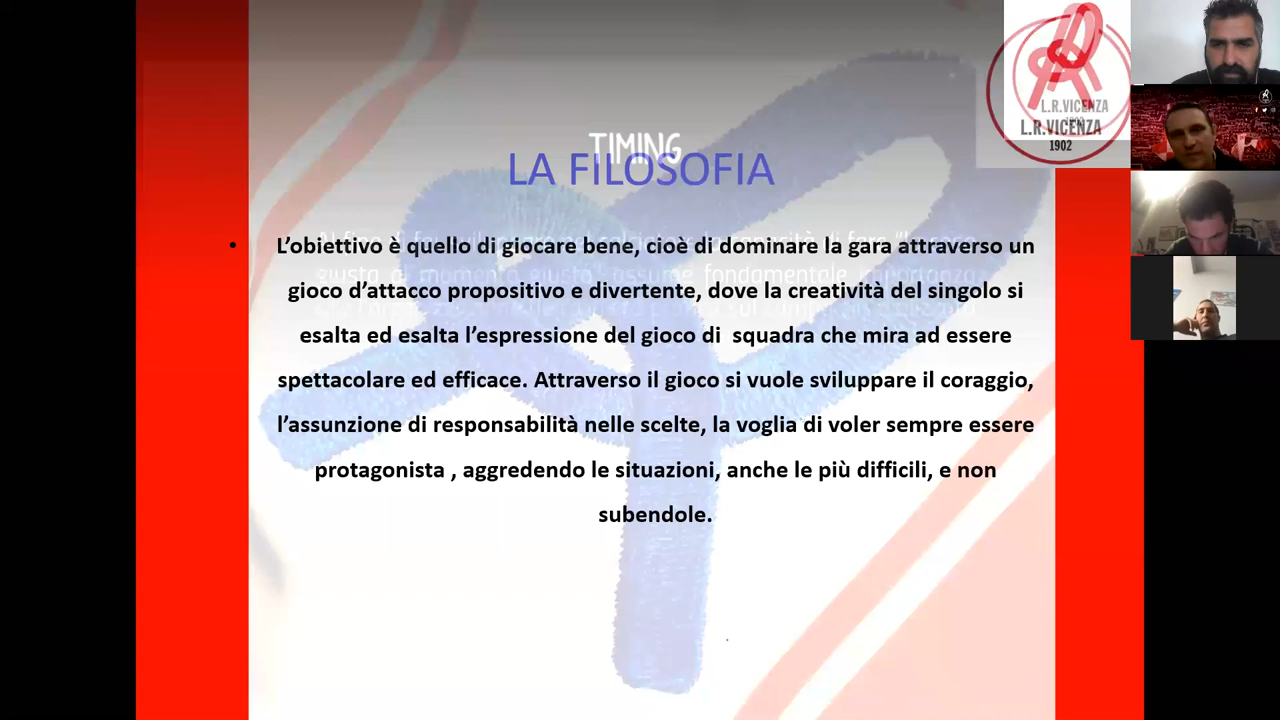 L.R.VICENZA
L.R.VICENZA
1902
TIMING
LA FILOSOFIA
• L'obiettivo è quello di giocare bene, cioè di dominare la gara attraverso un
gioco d'attacco propositivo e divertente, dove la creatività del singolo si
esalta ed esalta l'espressione del gioco di squadra che mira ad essere
spettacolare ed efficace. Attraverso il gioco si vuole sviluppare il coraggio,
l'assunzione di responsabilità nelle scelte, la voglia di voler sempre essere
protagonista , aggredendo le situazioni, anche le più difficili, e non
subendole.